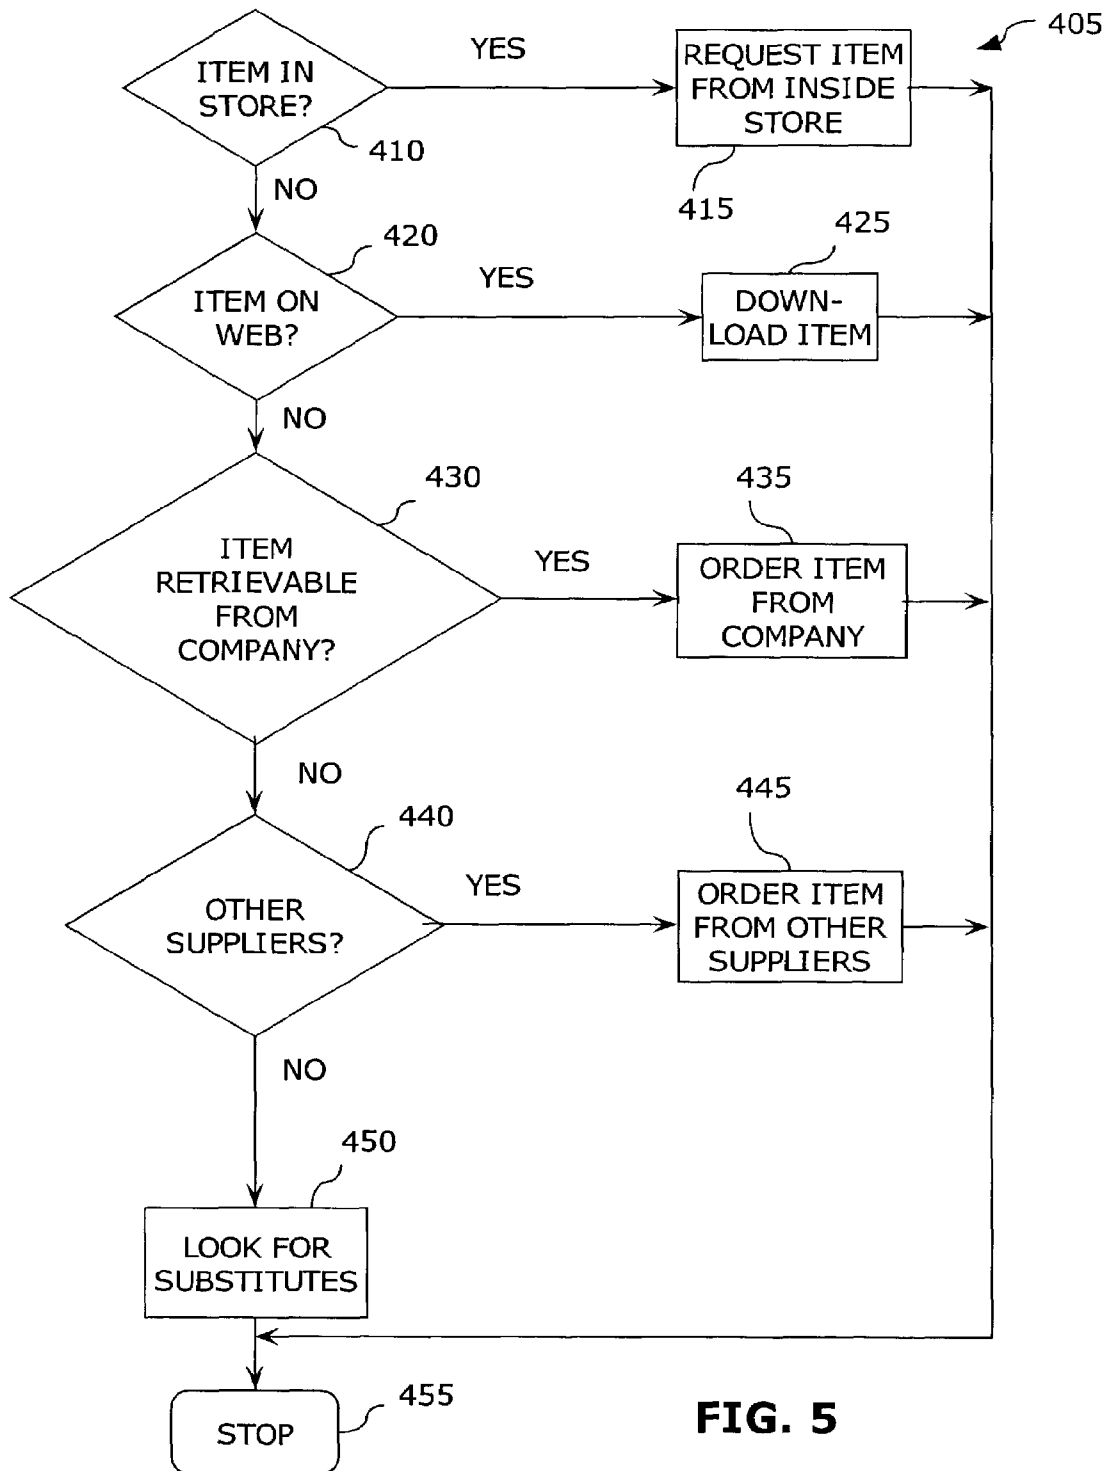 405
YES
ITEM IN
STORE?
410
REQUEST ITEM
FROM INSIDE
STORE
415
NO
420
YES
425
ITEM ON
WEB?
DOWN-
LOAD ITEM
NO
430
435
ITEM
RETRIEVABLE
FROM
COMPANY?
YES
ORDER ITEM
FROM
COMPANY
NO
440
445
YES
OTHER
SUPPLIERS?
ORDER ITEM
FROM OTHER
SUPPLIERS
NO
450
LOOK FOR
SUBSTITUTES
455
STOP
FIG. 5